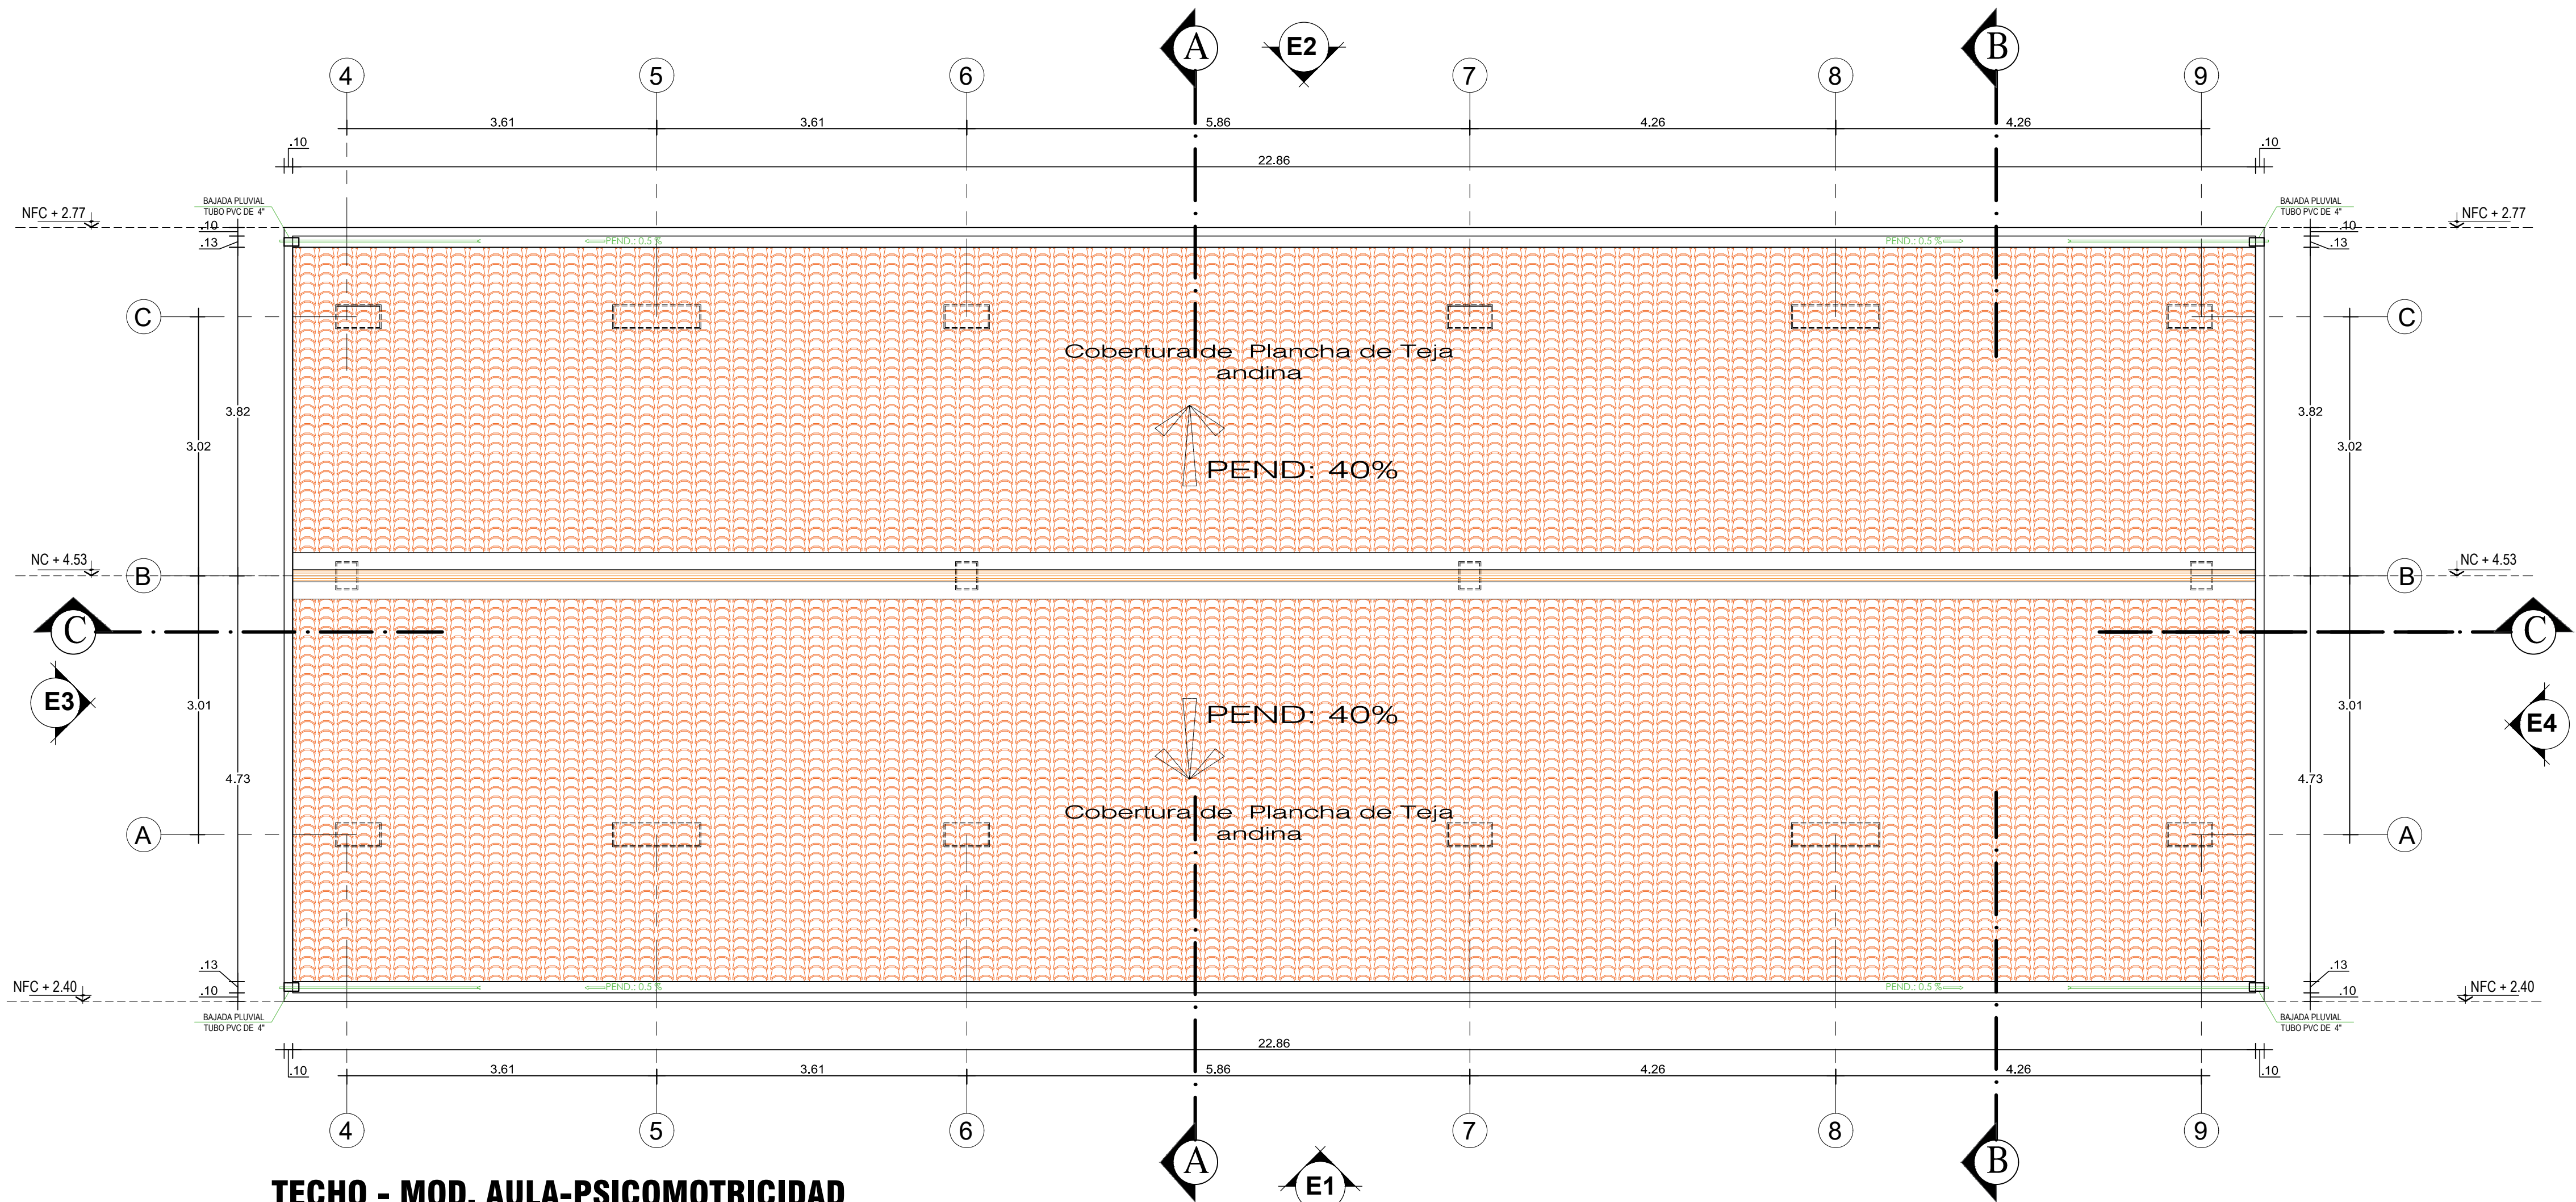 A
B
E2
4
5
6
7
8
9
3.61
3.61
5.86
4.26
4.26
.10
22.86
.10
BAJADA PLUVIAL
TUBO PVC DE 4"
BAJADA PLUVIAL
TUBO PVC DE 4"
NFC + 2.77
NFC + 2.77
.10
.13
.10
.13
PEND.: 0.5 %
PEND.: 0.5 %
C
C
Cobertura de Plancha de Teja
andina
3.82
3.02
3.82
3.02
PEND: 40%
NC + 4.53
NC + 4.53
B
B
C
C
E3
E4
3.01
3.01
PEND: 40%
4.73
4.73
Cobertura de Plancha de Teja
andina
A
A
.13
.10
.13
.10
NFC + 2.40
NFC + 2.40
PEND.: 0.5 %
PEND.: 0.5 %
BAJADA PLUVIAL
TUBO PVC DE 4"
BAJADA PLUVIAL
TUBO PVC DE 4"
.10
22.86
.10
3.61
3.61
5.86
4.26
4.26
4
5
6
7
8
9
A
B
E1
TECHO - MOD. AULA-PSICOMOTRICIDAD